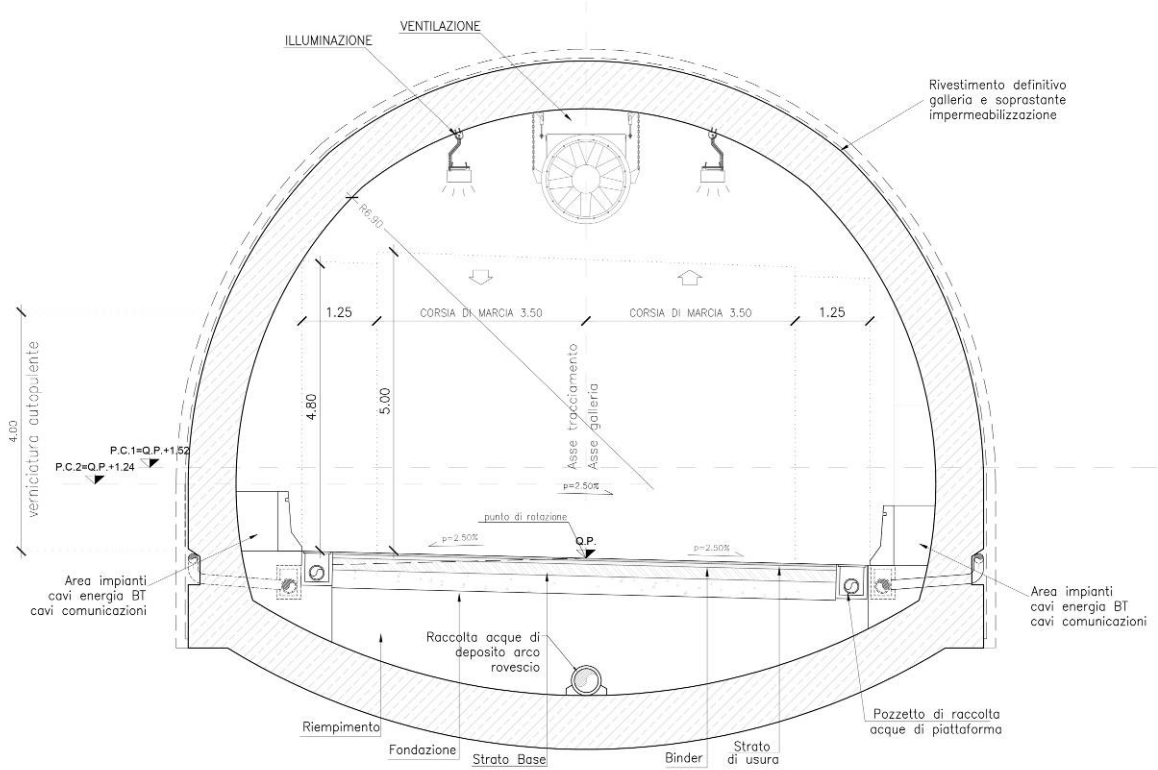 VENTILAZIONE
ILLUMINAZIONE
Rivestimento definitivo
galleria e soprastante
impermeabilizzazione
R6.90
1.25
CORSIA DI MARCIA 3.50
CORSIA DI MARCIA 3.50
1.25
4.80
5.00
Asse tracciamento
Asse galleria
4.00
verniciatura autopulente
P.C.1=Q.P.+1.52
P.C.2=Q.P.+1.24
p=2.50%
punto di rotazione
Q.P.
p=2.50%
p=2.50%
Area impianti
cavi energia BT
cavi comunicazioni
Area impianti
cavi energia BT
cavi comunicazioni
Raccolta acque di
deposito arco
rovescio
Pozzetto di raccolta
acque di piattaforma
Riempimento
Fondazione
Strato Base
Binder
Strato
di usura